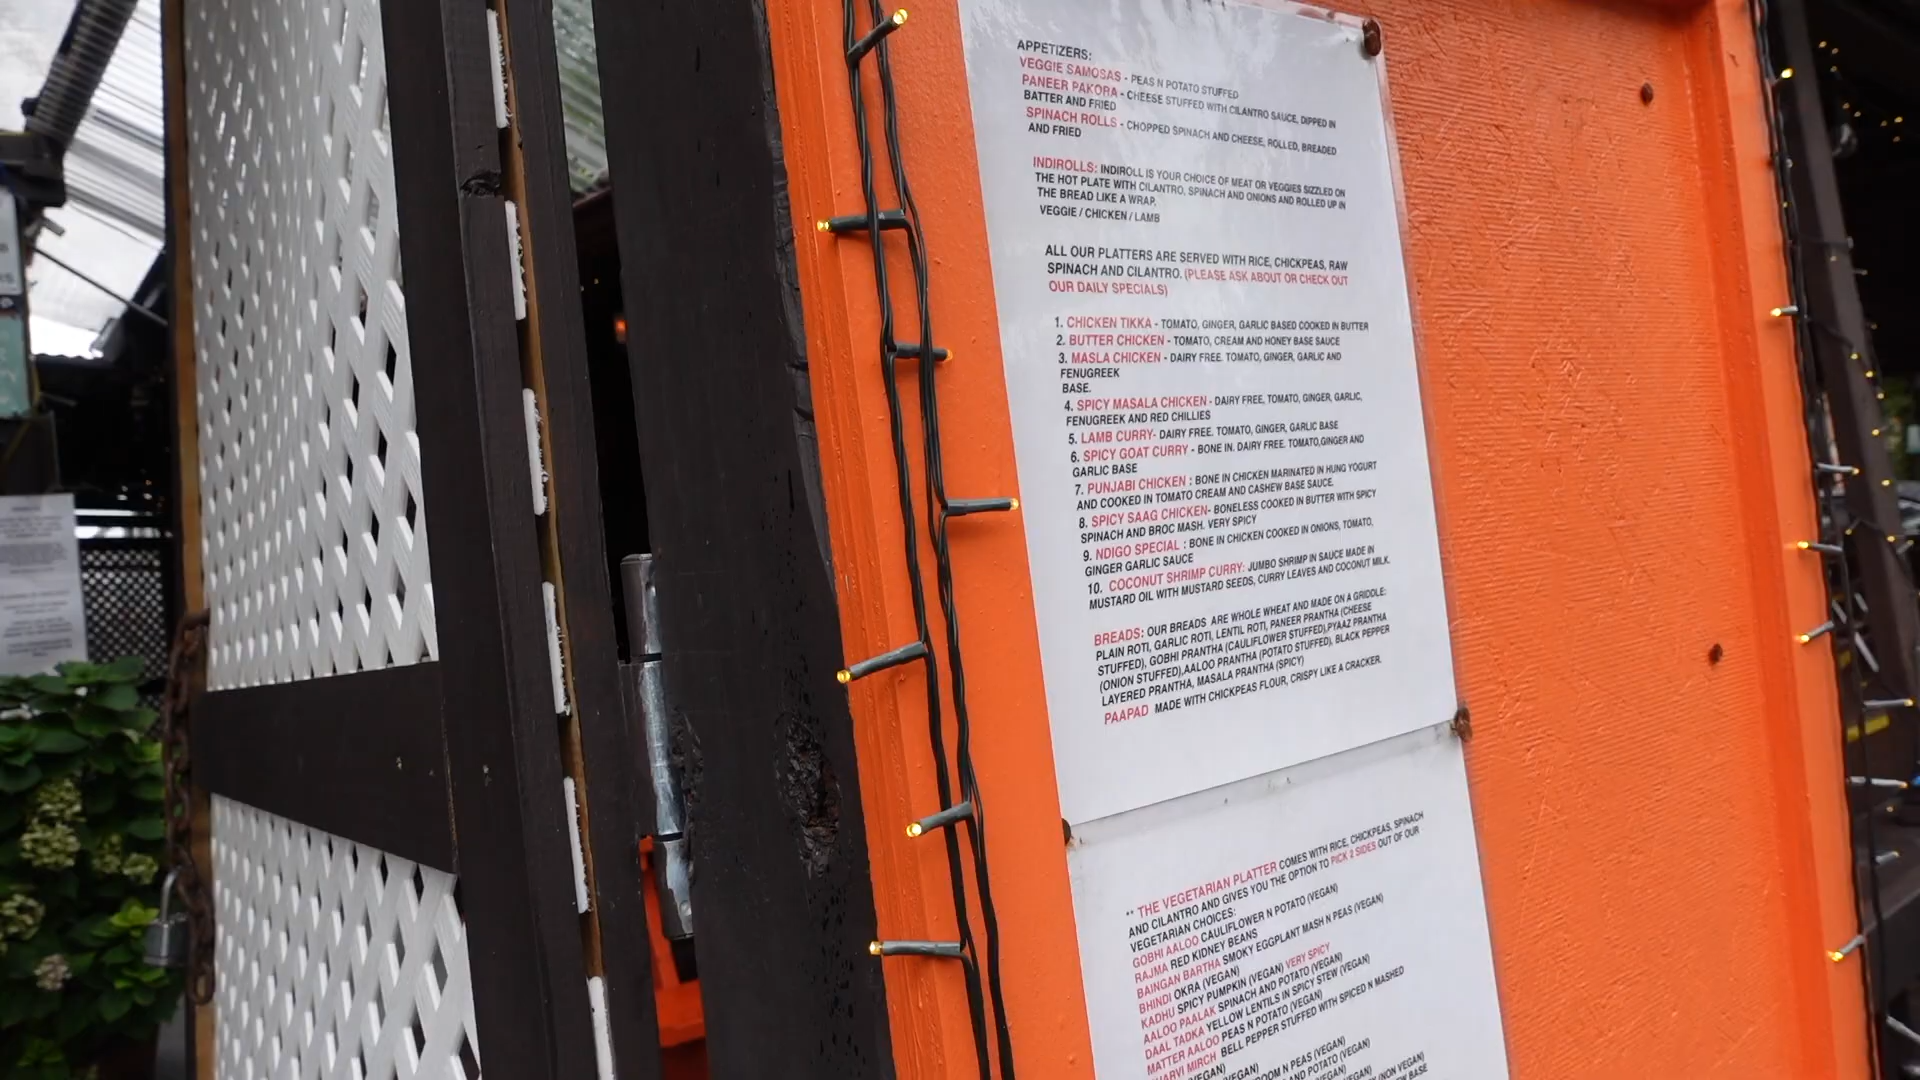 APPETIZERS:
VEGGIE SAMOSAS - PEAS N POTATO STUFFED
PANEER PAKORA - CHEESE STUFFED WITH CILANTRO SAUCE, DIPPED IN
BATTER AND FRIED
SPINACH ROLLS - CHOPPED SPINACH AND CHEESE, ROLLED, BREADED
AND FRIED
INDIROLLS: INDIROLL IS YOUR CHOICE OF MEAT OR VEGGIES SIZZLED ON
THE HOT PLATE WITH CILANTRO, SPINACH AND ONIONS AND ROLLED UP IN
THE BREAD LIKE A WRAP.
VEGGIE / CHICKEN / LAMB
ALL OUR PLATTERS ARE SERVED WITH RICE, CHICKPEAS, RAW
SPINACH AND CILANTRO. (PLEASE ASK ABOUT OR CHECK OUT
OUR DAILY SPECIALS)
1. CHICKEN TIKKA - TOMATO, GINGER, GARLIC BASED COOKED IN BUTTER
2. BUTTER CHICKEN - TOMATO, CREAM AND HONEY BASE SAUCE
3. MASLA CHICKEN - DAIRY FREE. TOMATO, GINGER, GARLIC AND
FENUGREEK
BASE.
4. SPICY MASALA CHICKEN - DAIRY FREE, TOMATO, GINGER, GARLIC,
FENUGREEK AND RED CHILLIES
5. LAMB CURRY- DAIRY FREE. TOMATO, GINGER, GARLIC BASE
6. SPICY GOAT CURRY - BONE IN. DAIRY FREE. TOMATO,GINGER AND
GARLIC BASE
7. PUNJABI CHICKEN : BONE IN CHICKEN MARINATED IN HUNG YOGURT
AND COOKED IN TOMATO CREAM AND CASHEW BASE SAUCE.
8. SPICY SAAG CHICKEN- BONELESS COOKED IN BUTTER WITH SPICY
SPINACH AND BROC MASH. VERY SPICY
9. NDIGO SPECIAL : BONE IN CHICKEN COOKED IN ONIONS, TOMATO,
GINGER GARLIC SAUCE
10. COCONUT SHRIMP CURRY: JUMBO SHRIMP IN SAUCE MADE IN
MUSTARD OIL WITH MUSTARD SEEDS, CURRY LEAVES AND COCONUT MILK.
BREADS: OUR BREADS ARE WHOLE WHEAT AND MADE ON A GRIDDLE:
PLAIN ROTI, GARLIC ROTI, LENTIL ROTI, PANEER PRANTHA (CHEESE
STUFFED), GOBHI PRANTHA (CAULIFLOWER STUFFED),PYAAZ PRANTHA
(ONION STUFFED),AALOO PRANTHA (POTATO STUFFED), BLACK PEPPER
LAYERED PRANTHA, MASALA PRANTHA (SPICY)
PAAPAD MADE WITH CHICKPEAS FLOUR, CRISPY LIKE A CRACKER.
** THE VEGETARIAN PLATTER COMES WITH RICE, CHICKPEAS, SPINACH
AND CILANTRO AND GIVES YOU THE OPTION TO PICK 2 SIDES OUT OF OUR
VEGETARIAN CHOICES:
GOBHI AALOO CAULIFLOWER N POTATO (VEGAN)
RAJMA RED KIDNEY BEANS
BAINGAN BARTHA SMOKY EGGPLANT MASH N PEAS (VEGAN)
BHINDI OKRA (VEGAN)
KADHU SPICY PUMPKIN (VEGAN) VERY SPICY
AALOO PAALAK SPINACH AND POTATO (VEGAN)
DAAL TADKA YELLOW LENTILS IN SPICY STEW (VEGAN)
MATTER AALOO PEAS N POTATO (VEGAN)
MIRCH BELL PEPPER STUFFED WITH SPICED N MASHED
(VEGAN)
N PEAS (VEGAN)
AND POTATO (VEGAN)
(NON VEGAN)
BASE